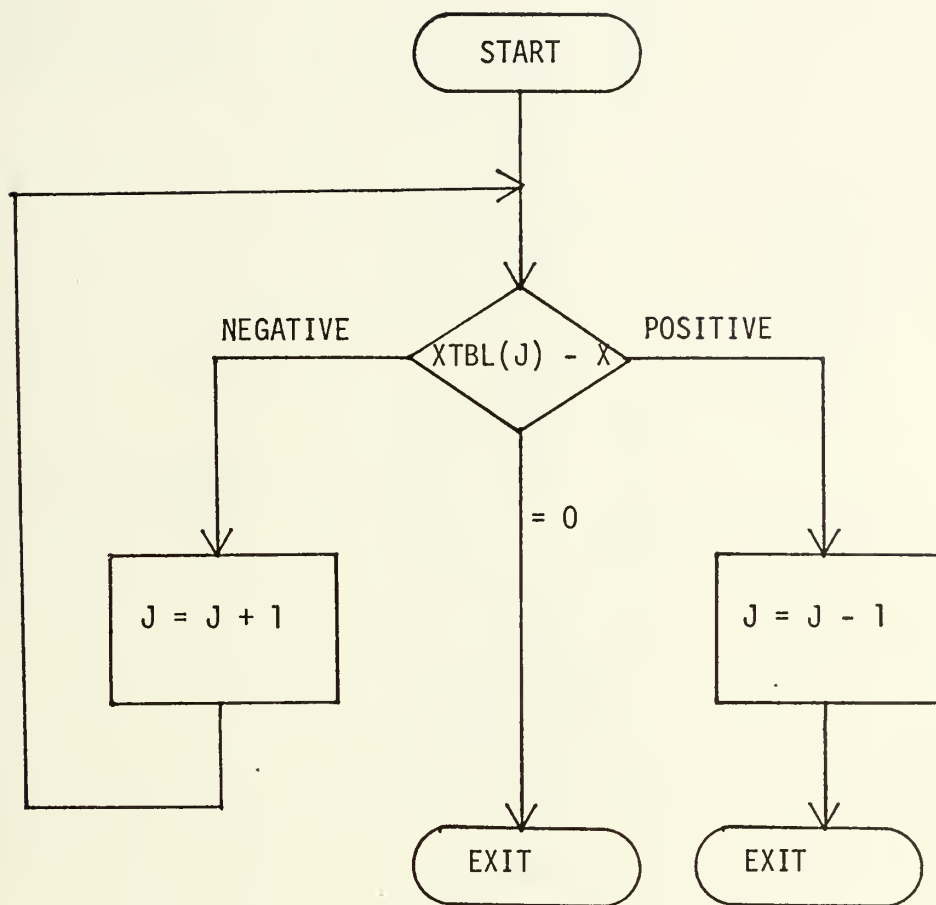 START
NEGATIVE
POSITIVE
XTBL(J) - X
= 0
J = J + 1
J = J - 1
EXIT
EXIT